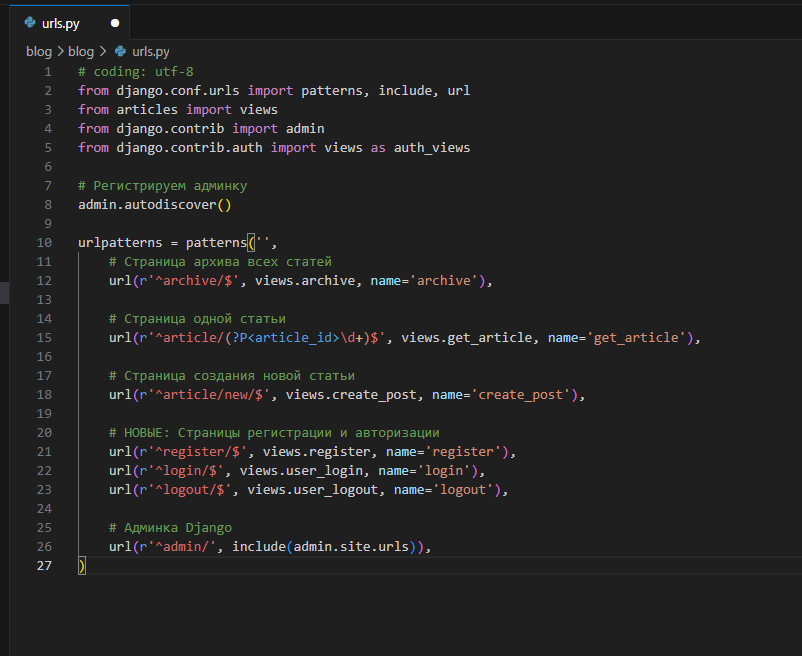 urls.py
blog > blog > urls.py
1 # coding: utf-8
2 from django.conf.urls import patterns, include, url
3 from articles import views
4 from django.contrib import admin
5 from django.contrib.auth import views as auth_views
6
7 # Регистрируем админку
8 admin.autodiscover()
9
10 urlpatterns = patterns('',
11     # Страница архива всех статей
12     url(r'^archive/$', views.archive, name='archive'),
13
14     # Страница одной статьи
15     url(r'^article/(?P<article_id>\d+)$', views.get_article, name='get_article'),
16
17     # Страница создания новой статьи
18     url(r'^article/new/$', views.create_post, name='create_post'),
19
20     # НОВЫЕ: Страницы регистрации и авторизации
21     url(r'^register/$', views.register, name='register'),
22     url(r'^login/$', views.user_login, name='login'),
23     url(r'^logout/$', views.user_logout, name='logout'),
24
25     # Админка Django
26     url(r'^admin/', include(admin.site.urls)),
27 )